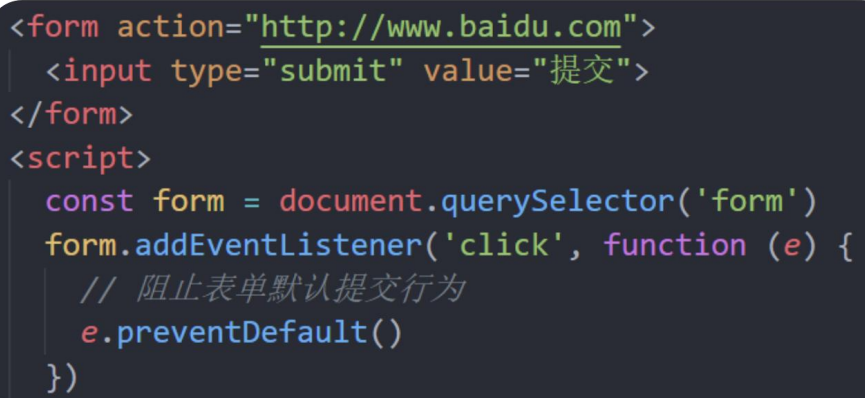 <form action="http://www.baidu.com">
<input type="submit" value="提交">
</form>
<script>
const form = document.querySelector('form')
form.addEventListener('click', function (e) {
// 阻止表单默认提交行为
e.preventDefault()
})